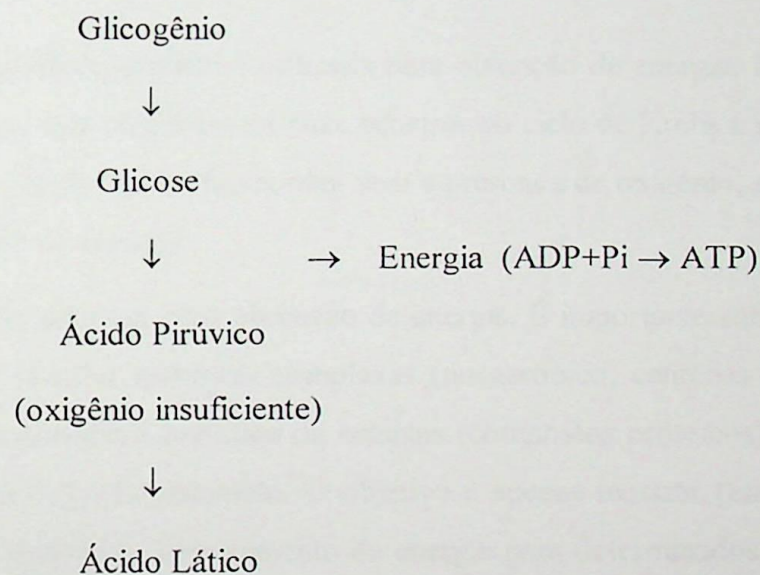 Glicogênio
↓
Glicose
↓ → Energia (ADP+Pi → ATP)
Ácido Pirúvico
(oxigênio insuficiente)
↓
Ácido Lático